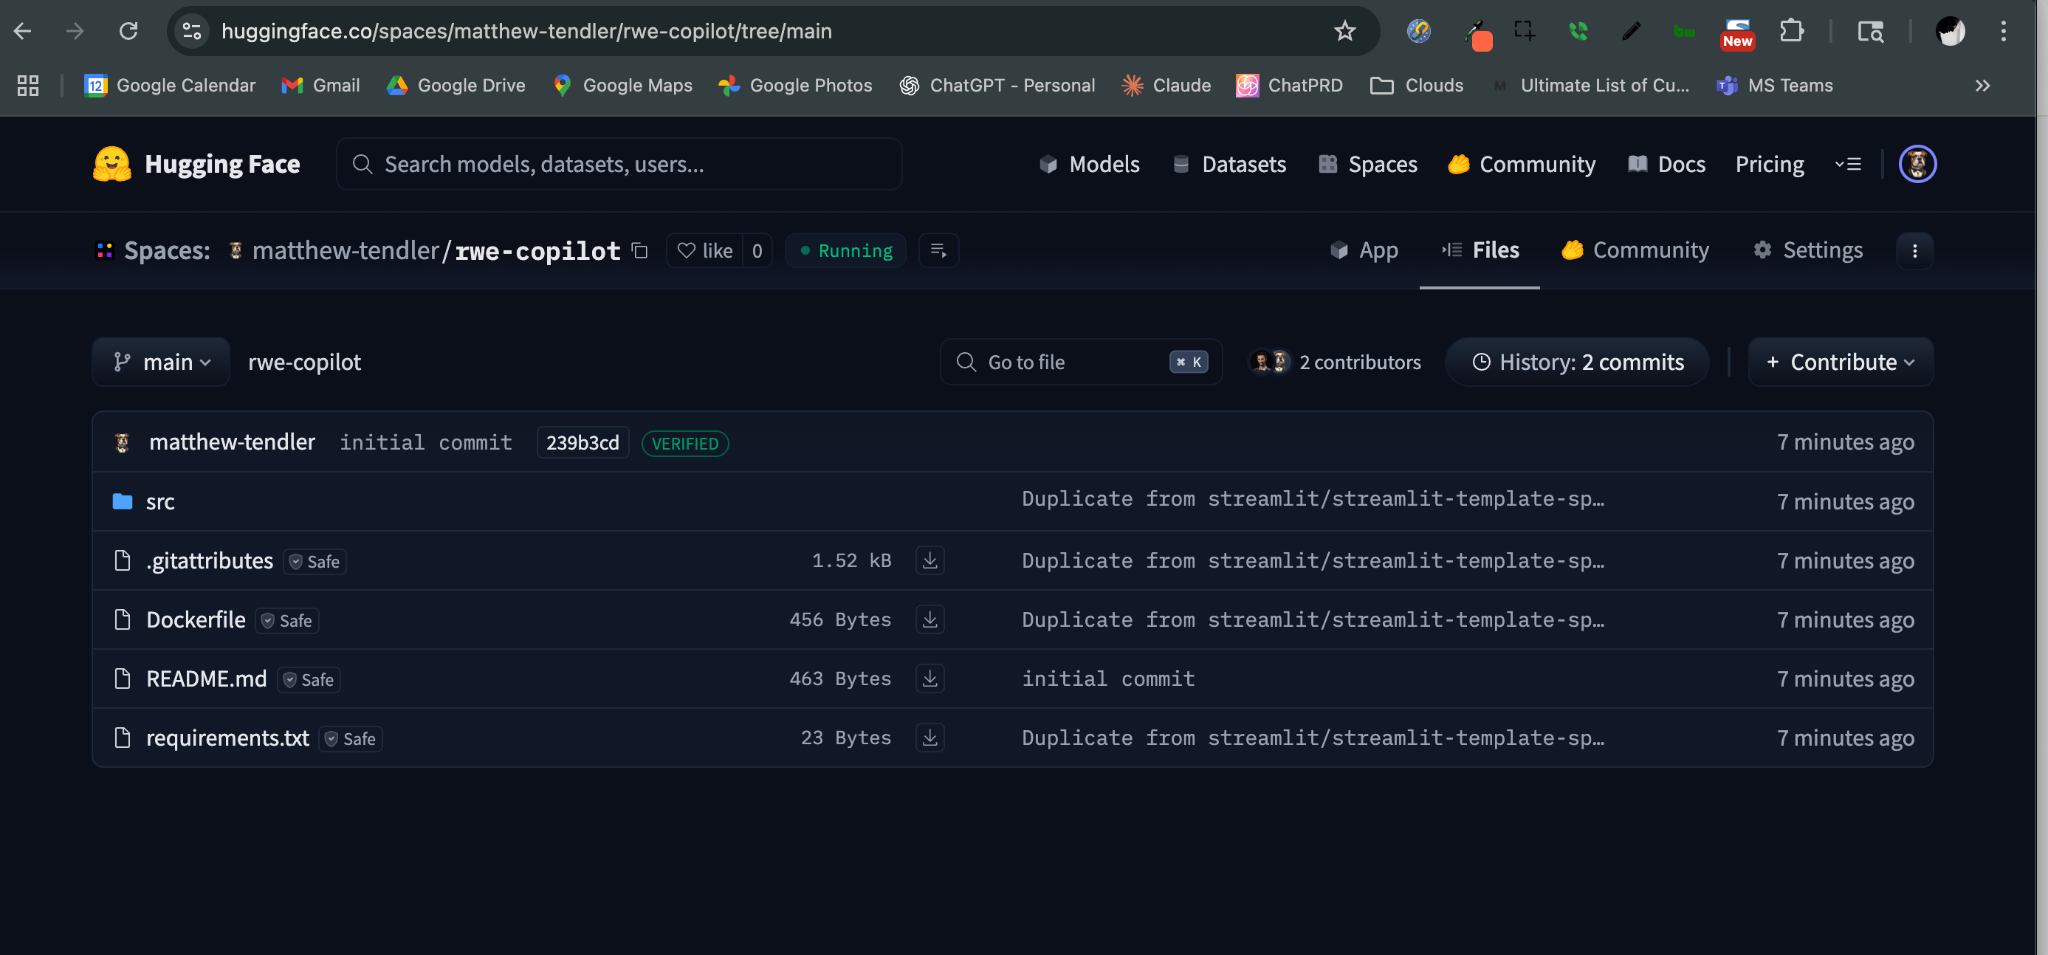 huggingface.co/spaces/matthew-tendler/rwe-copilot/tree/main
bw
New
12 Google Calendar Gmail Google Drive Google Maps Google Photos ChatGPT - Personal Claude ChatPRD Clouds M Ultimate List of Cu... MS Teams »
Hugging Face Search models, datasets, users... Models Datasets Spaces Community Docs Pricing
Spaces: matthew-tendler/rwe-copilot like 0 Running App Files Community Settings
main rwe-copilot Go to file ⌘ K 2 contributors History: 2 commits + Contribute
matthew-tendler initial commit 239b3cd VERIFIED 7 minutes ago
src Duplicate from streamlit/streamlit-template-sp… 7 minutes ago
.gitattributes Safe 1.52 kB Duplicate from streamlit/streamlit-template-sp… 7 minutes ago
Dockerfile Safe 456 Bytes Duplicate from streamlit/streamlit-template-sp… 7 minutes ago
README.md Safe 463 Bytes initial commit 7 minutes ago
requirements.txt Safe 23 Bytes Duplicate from streamlit/streamlit-template-sp… 7 minutes ago